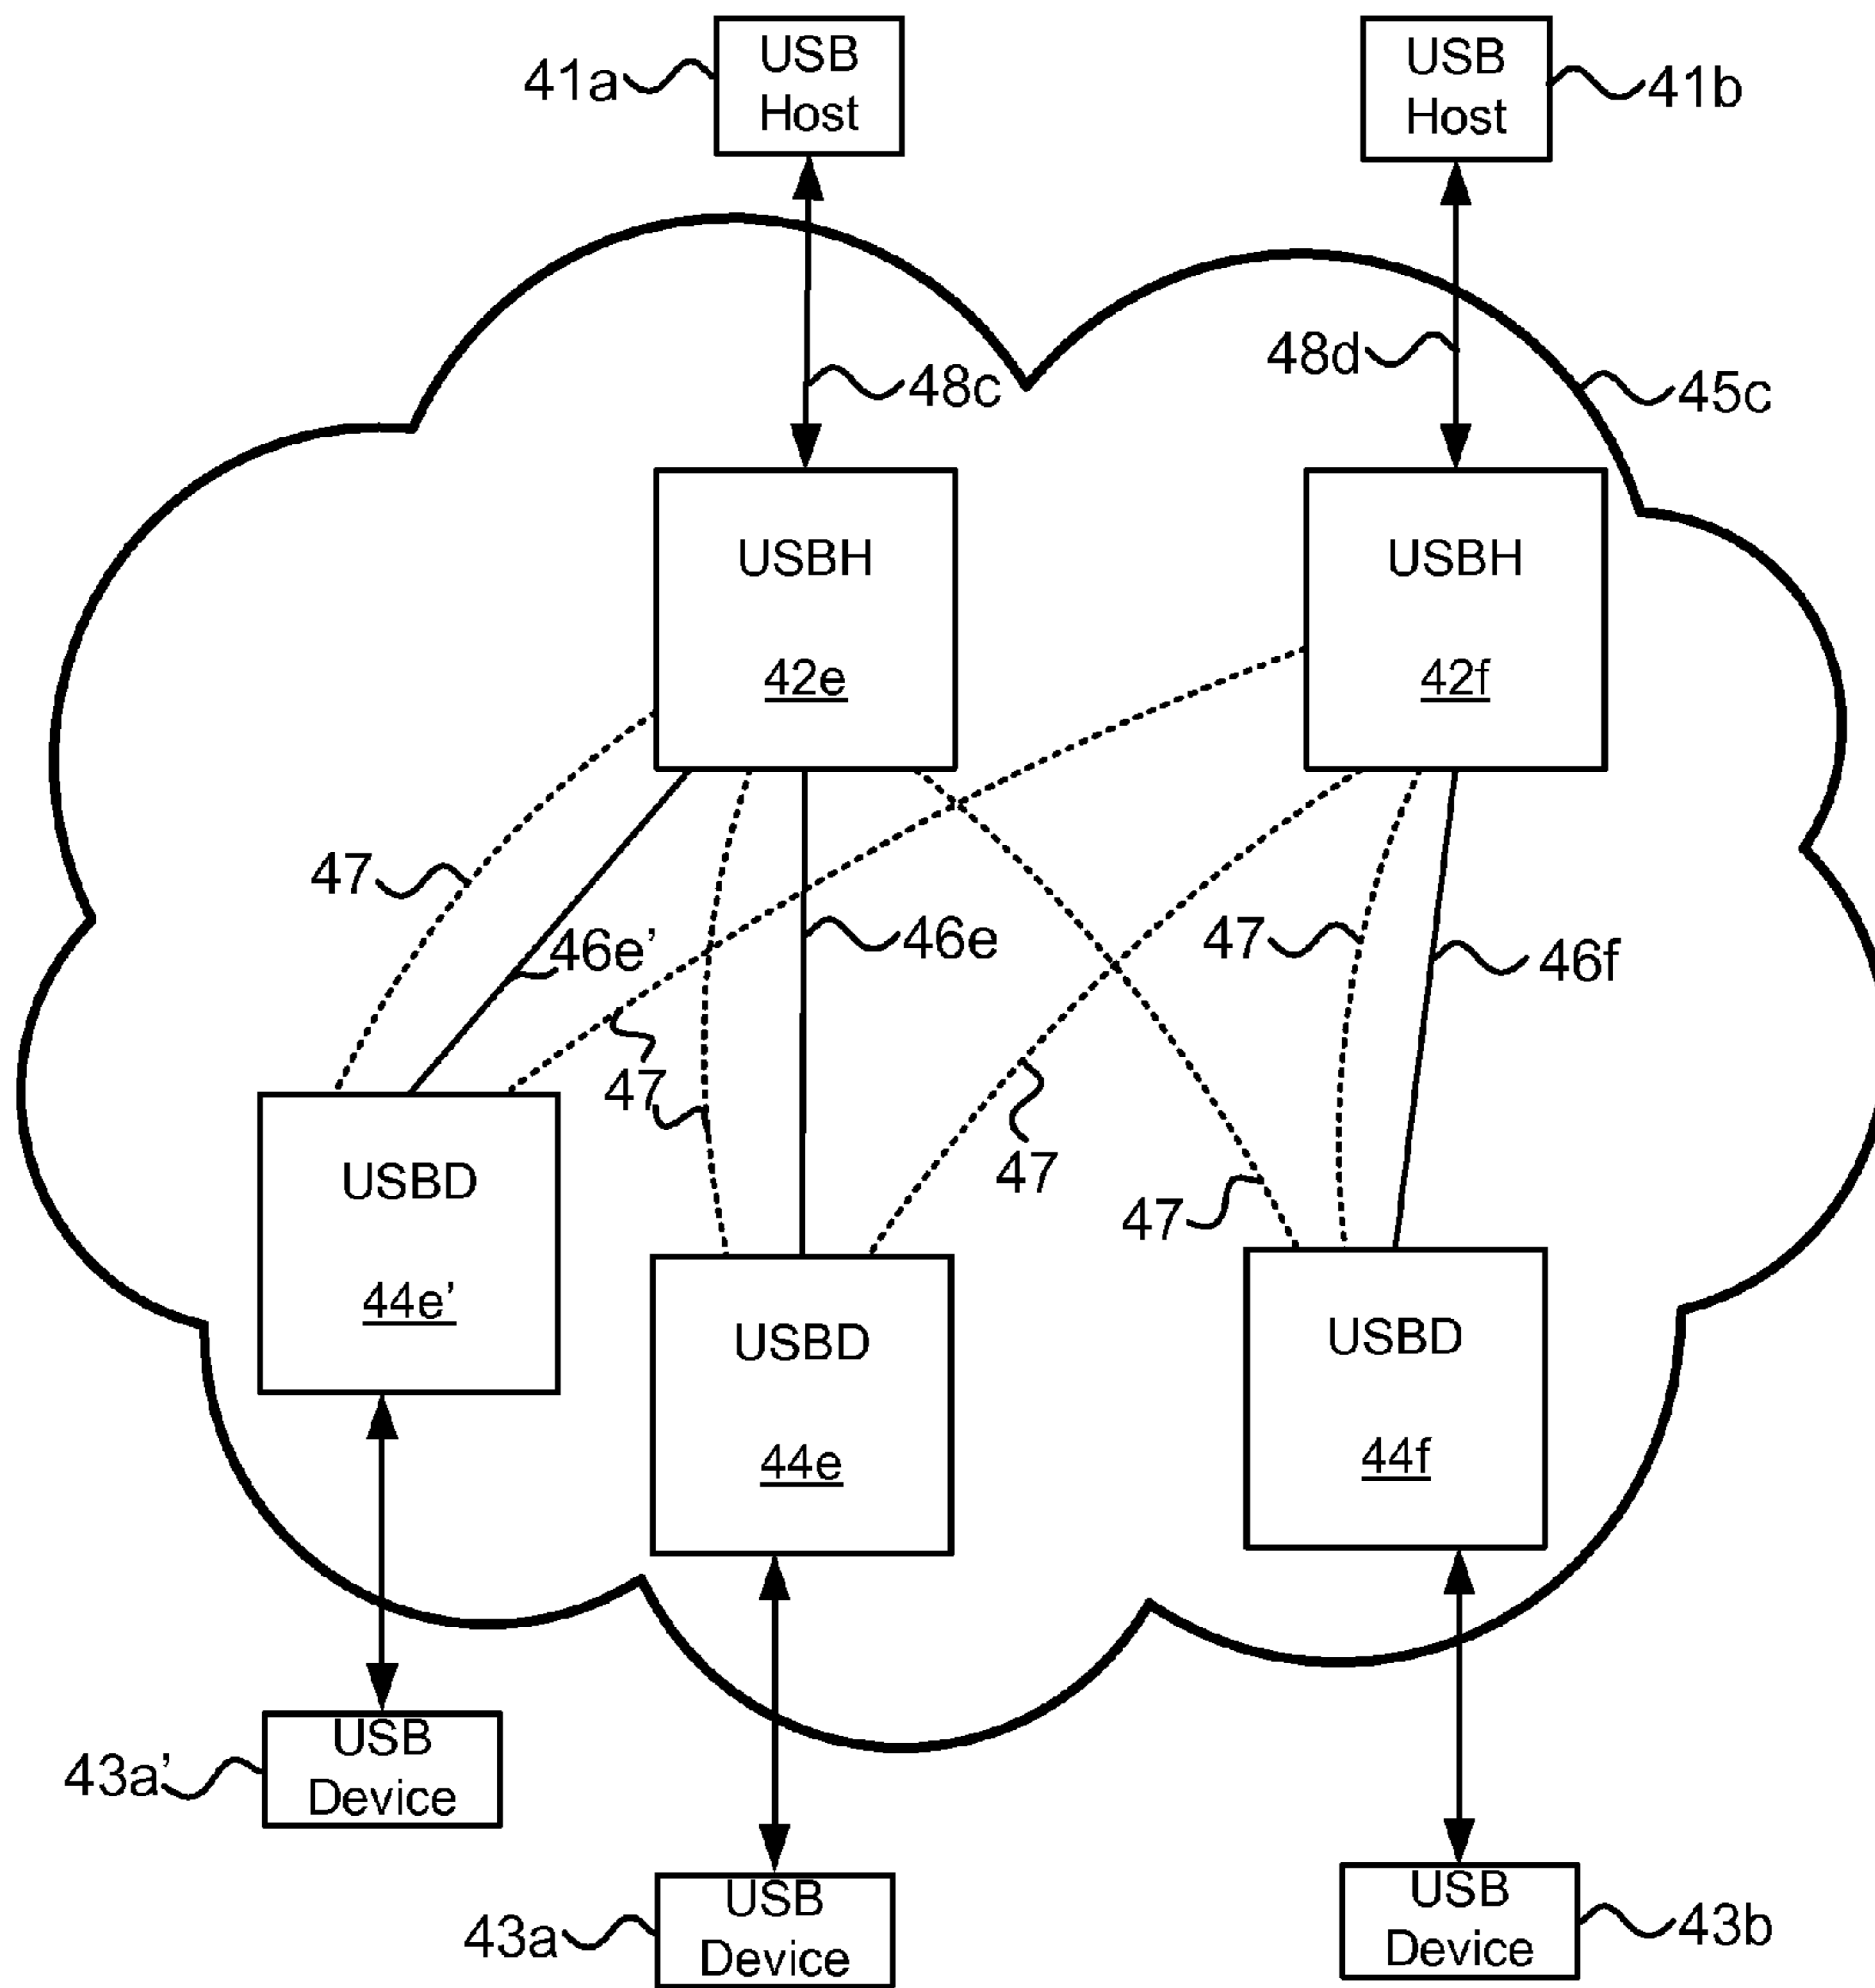 USB
Host
41a
USB
Host
41b
48c
48d
45c
USBH
42e
USBH
42f
47
46e’
46e
47
46f
47
47
47
USBD
44e’
USBD
44e
USBD
44f
USB
Device
43a’
USB
Device
43a
USB
Device
43b